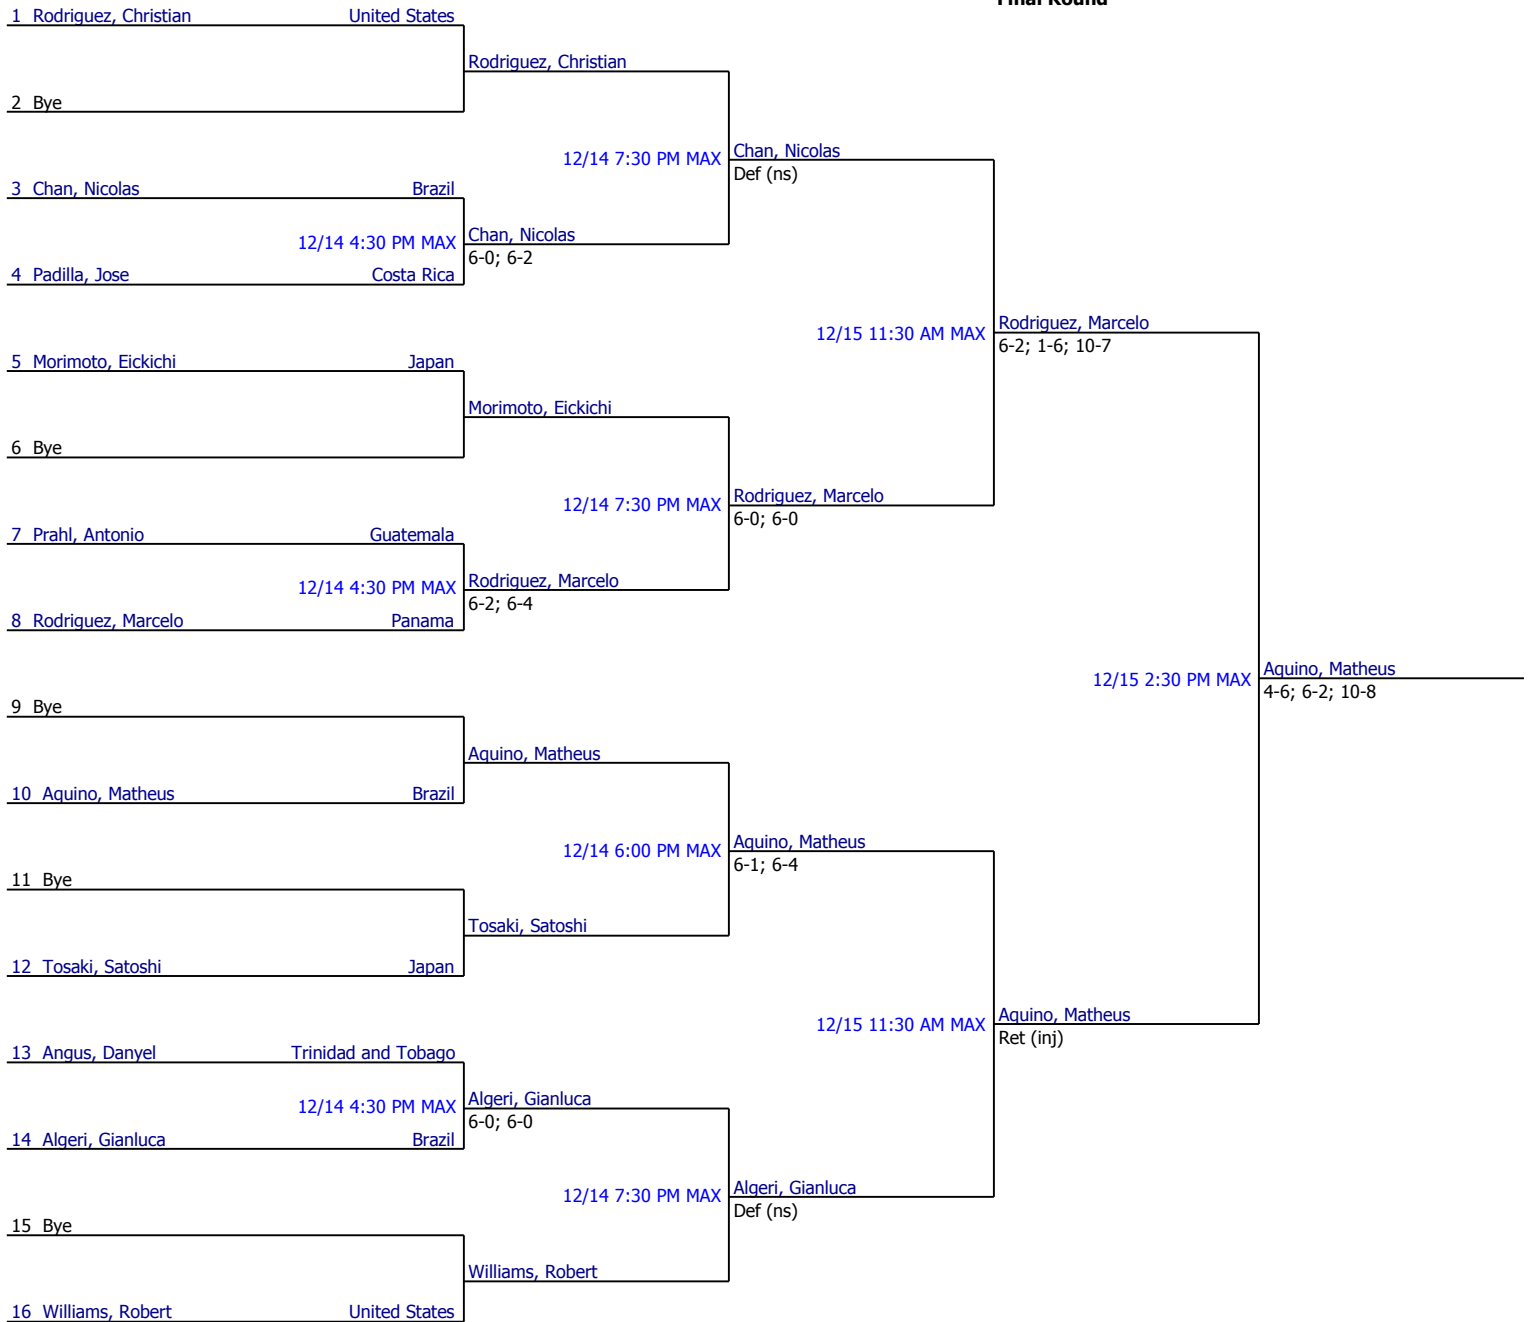 Final Round
1 Rodriguez, Christian United States
Rodriguez, Christian
2 Bye
12/14 7:30 PM MAX Chan, Nicolas
Def (ns)
3 Chan, Nicolas Brazil
12/14 4:30 PM MAX Chan, Nicolas
6-0; 6-2
4 Padilla, Jose Costa Rica
12/15 11:30 AM MAX Rodriguez, Marcelo
6-2; 1-6; 10-7
5 Morimoto, Eickichi Japan
Morimoto, Eickichi
6 Bye
12/14 7:30 PM MAX Rodriguez, Marcelo
6-0; 6-0
7 Prahl, Antonio Guatemala
12/14 4:30 PM MAX Rodriguez, Marcelo
6-2; 6-4
8 Rodriguez, Marcelo Panama
12/15 2:30 PM MAX Aquino, Matheus
4-6; 6-2; 10-8
9 Bye
Aquino, Matheus
10 Aquino, Matheus Brazil
12/14 6:00 PM MAX Aquino, Matheus
6-1; 6-4
11 Bye
Tosaki, Satoshi
12 Tosaki, Satoshi Japan
12/15 11:30 AM MAX Aquino, Matheus
Ret (inj)
13 Angus, Danyel Trinidad and Tobago
12/14 4:30 PM MAX Algeri, Gianluca
6-0; 6-0
14 Algeri, Gianluca Brazil
12/14 7:30 PM MAX Algeri, Gianluca
Def (ns)
15 Bye
Williams, Robert
16 Williams, Robert United States